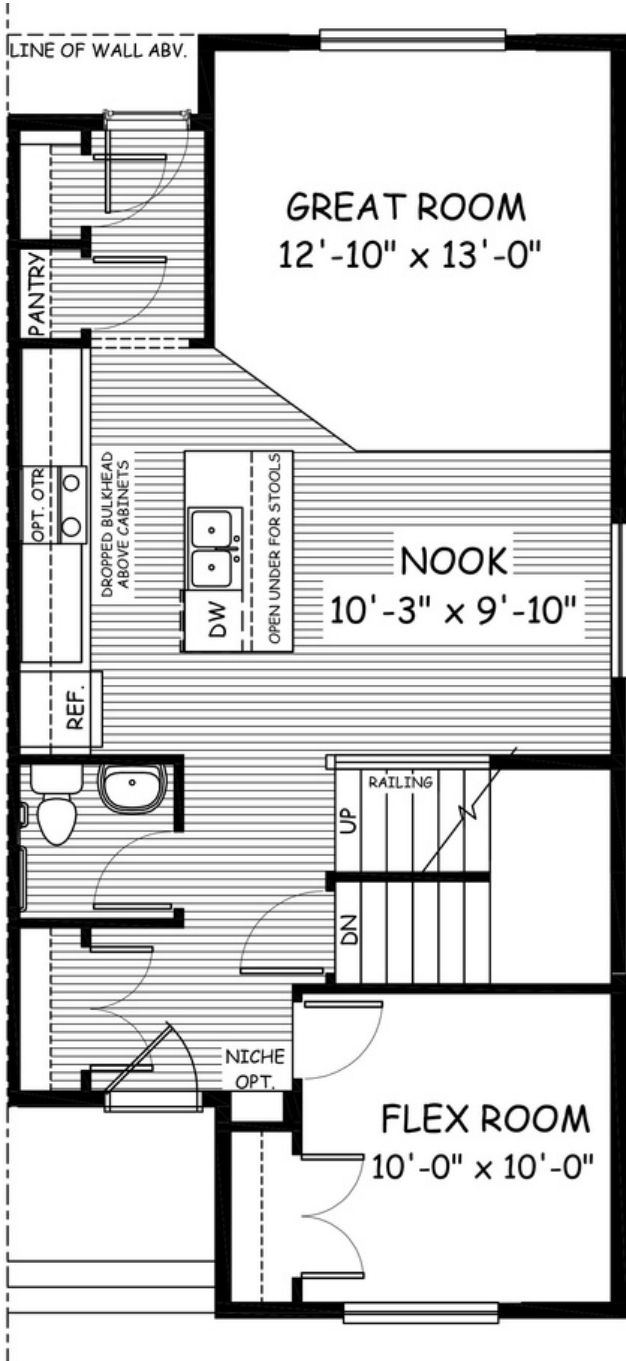 LINE OF WALL ABV.
GREAT ROOM
12'-10" x 13'-0"
PANTRY
OPT. OTR
DROPPED BULKHEAD
ABOVE CABINETS
OPEN UNDER FOR STOOLS
DW
NOOK
10'-3" x 9'-10"
REF.
RAILING
UP
DN
NICHE
OPT.
FLEX ROOM
10'-0" x 10'-0"